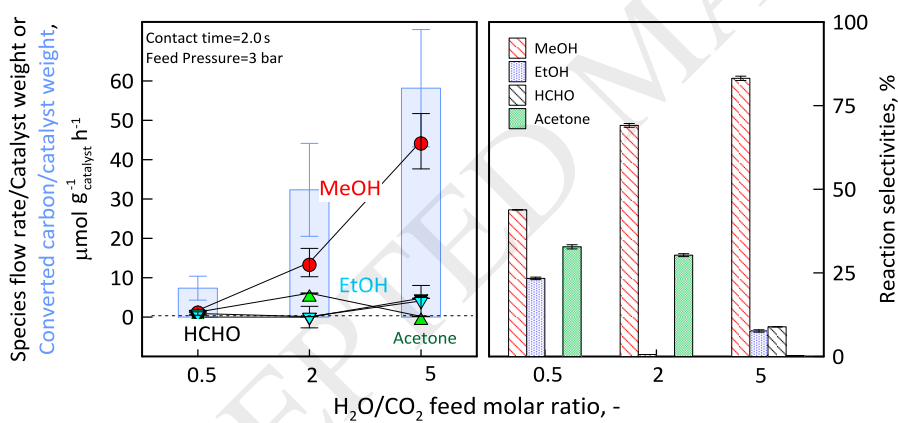 Species flow rate/Catalyst weight or
Converted carbon/catalyst weight,
μmol g⁻¹catalyst h⁻¹
Contact time=2.0 s
Feed Pressure=3 bar
60
50
40
30
20
10
0
MeOH
EtOH
HCHO
Acetone
0.5
2
5
MeOH
EtOH
HCHO
Acetone
100
75
50
25
0
Reaction selectivities, %
0.5
2
5
H₂O/CO₂ feed molar ratio, -